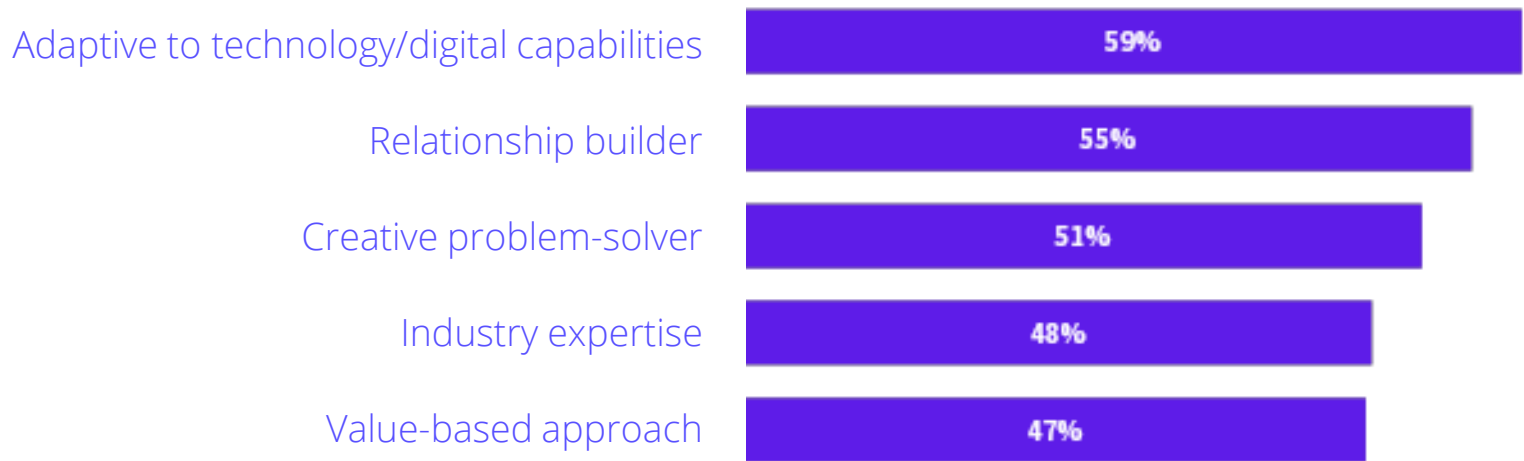 Adaptive to technology/digital capabilities 59%
Relationship builder 55%
Creative problem-solver 51%
Industry expertise 48%
Value-based approach 47%